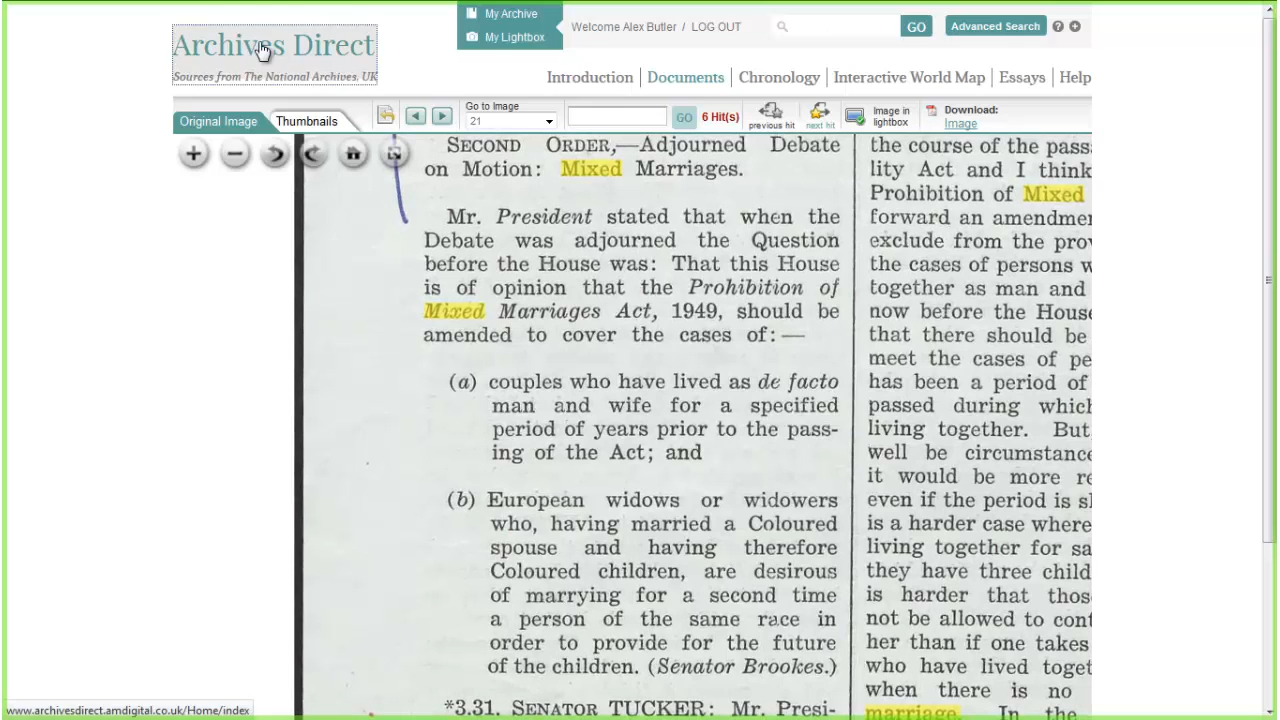 My Archive
My Lightbox
Welcome Alex Butler / LOG OUT
GO
Advanced Search
Archives Direct
Sources from The National Archives, UK
Introduction
Documents
Chronology
Interactive World Map
Essays
Help
Original Image
Thumbnails
Go to Image
21
GO
6 Hit(s)
previous hit
next hit
Image in
lightbox
Download:
Image
SECOND ORDER,—Adjourned Debate
on Motion: Mixed Marriages.
Mr. President stated that when the
Debate was adjourned the Question
before the House was: That this House
is of opinion that the Prohibition of
Mixed Marriages Act, 1949, should be
amended to cover the cases of:—
(a) couples who have lived as de facto
man and wife for a specified
period of years prior to the pass-
ing of the Act; and
(b) European widows or widowers
who, having married a Coloured
spouse and having therefore
Coloured children, are desirous
of marrying for a second time
a person of the same race in
order to provide for the future
of the children. (Senator Brookes.)
*3.31. SENATOR TUCKER: Mr. Presi-
the course of the pass
lity Act and I think
Prohibition of Mixed
forward an amendme
exclude from the pro
the cases of persons w
together as man and
now before the House
that there should be
meet the cases of pe
has been a period of
passed during which
living together. But
well be circumstance
it would be more re
even if the period is s
is a harder case where
living together for sa
they have three child
is harder that thos
not be allowed to cont
her than if one takes
who have lived toget
when there is no
marriage. In the
www.archivesdirect.amdigital.co.uk/Home/index